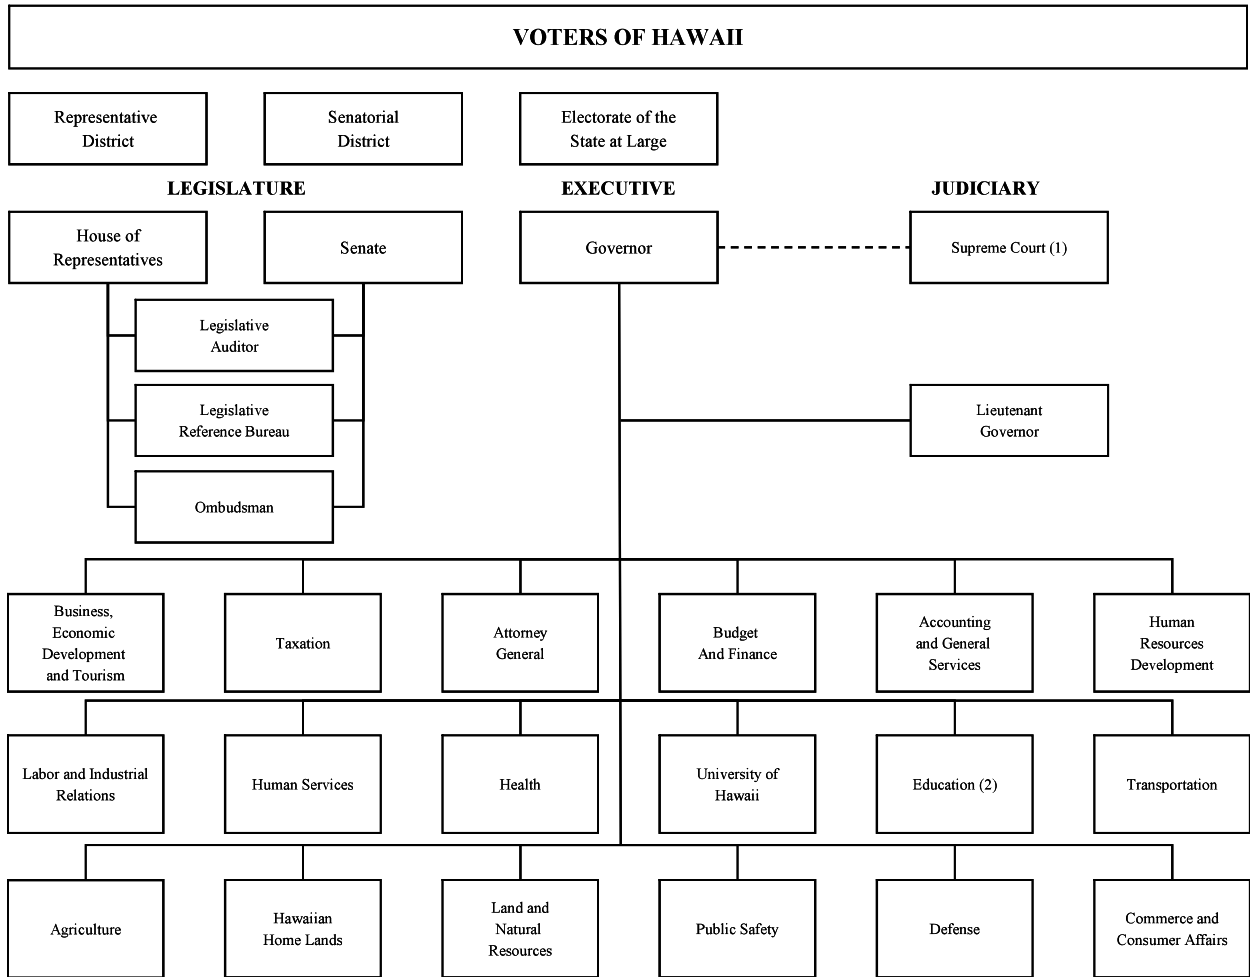 VOTERS OF HAWAII
Representative
District
Senatorial
District
Electorate of the
State at Large
LEGISLATURE
EXECUTIVE
JUDICIARY
House of
Representatives
Senate
Governor
Supreme Court (1)
Legislative
Auditor
Legislative
Reference Bureau
Lieutenant
Governor
Ombudsman
Business,
Economic
Development
and Tourism
Taxation
Attorney
General
Budget
And Finance
Accounting
and General
Services
Human
Resources
Development
Labor and Industrial
Relations
Human Services
Health
University of
Hawaii
Education (2)
Transportation
Agriculture
Hawaiian
Home Lands
Land and
Natural
Resources
Public Safety
Defense
Commerce and
Consumer Affairs